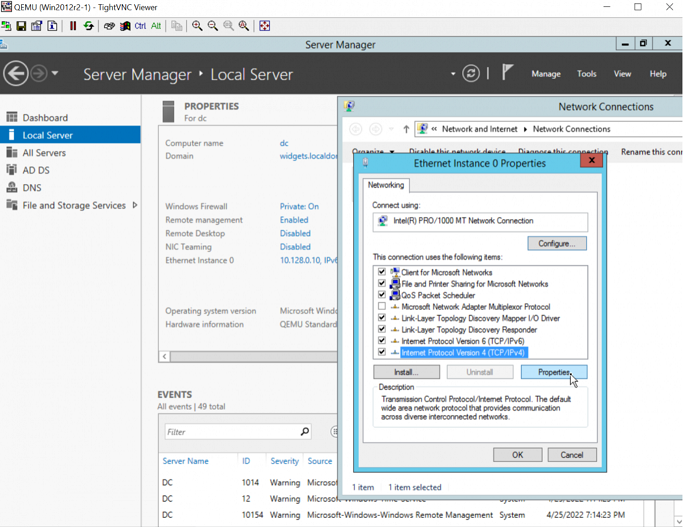 QEMU (Win2012r2-1) - TightVNC Viewer
Ctrl Alt
Server Manager
Server Manager ‣ Local Server
Manage Tools View Help
Dashboard
Local Server
All Servers
AD DS
DNS
File and Storage Services
PROPERTIES
For dc
Computer name dc
Domain widgets.localdo
Windows Firewall Private: On
Remote management Enabled
Remote Desktop Disabled
NIC Teaming Disabled
Ethernet Instance 0 10.128.0.10, IPv6
Operating system version Microsoft Windo
Hardware information QEMU Standard
EVENTS
All events | 49 total
Filter
Server Name ID Severity Source
DC 1014 Warning Microsof
DC 12 Warning Microsoft-Windows-Time-Service System 4/25/2022 7:14:23 PM
DC 10154 Warning Microsoft-Windows-Windows Remote Management System 4/25/2022 7:14:23 PM
Network Connections
« Network and Internet ▸ Network Connections
Organize Disable this network device Diagnose this connection Rename this conn
Ethernet Instance 0 Properties
Networking
Connect using:
Intel(R) PRO/1000 MT Network Connection
Configure...
This connection uses the following items:
Client for Microsoft Networks
File and Printer Sharing for Microsoft Networks
QoS Packet Scheduler
Microsoft Network Adapter Multiplexor Protocol
Link-Layer Topology Discovery Mapper I/O Driver
Link-Layer Topology Discovery Responder
Internet Protocol Version 6 (TCP/IPv6)
Internet Protocol Version 4 (TCP/IPv4)
Install... Uninstall Properties
Description
Transmission Control Protocol/Internet Protocol. The default
wide area network protocol that provides communication
across diverse interconnected networks.
OK Cancel
1 item 1 item selected